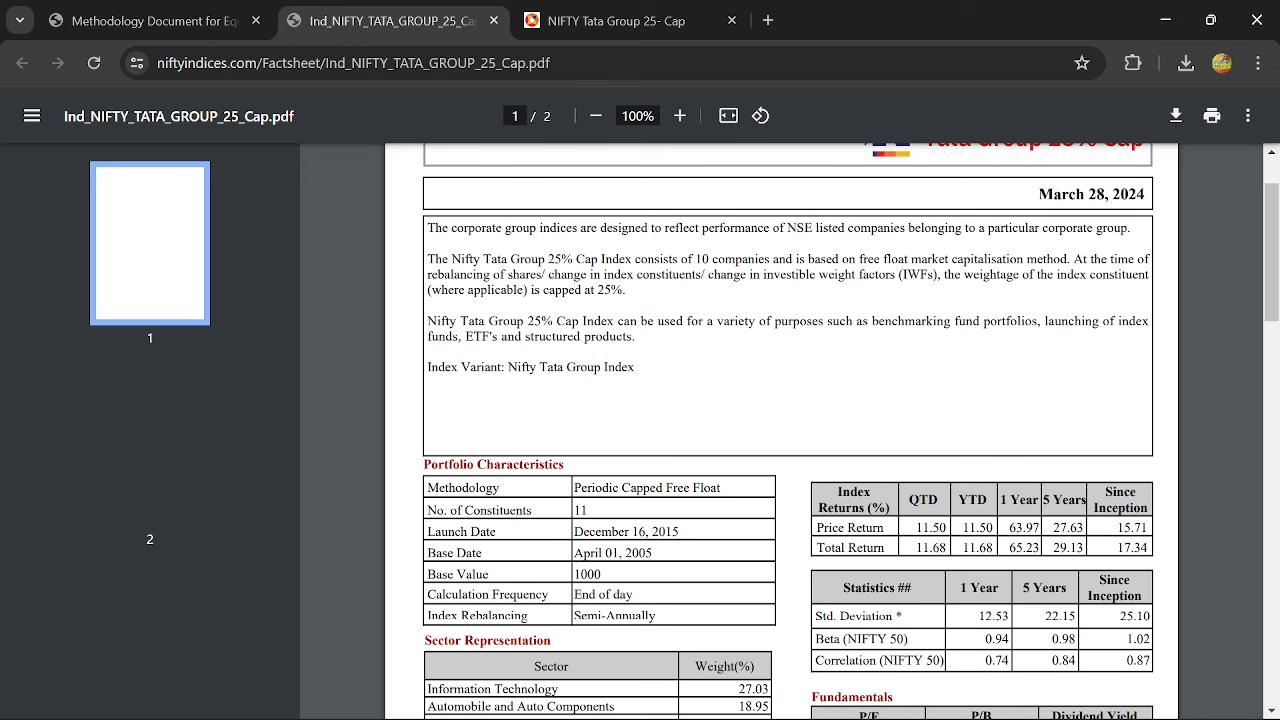 Methodology Document for Eq
Ind_NIFTY_TATA_GROUP_25_Ca
NIFTY Tata Group 25- Cap
niftyindices.com/Factsheet/Ind_NIFTY_TATA_GROUP_25_Cap.pdf
Ind_NIFTY_TATA_GROUP_25_Cap.pdf
1 / 2
100%
Tata Group 25% Cap
March 28, 2024
The corporate group indices are designed to reflect performance of NSE listed companies belonging to a particular corporate group.
The Nifty Tata Group 25% Cap Index consists of 10 companies and is based on free float market capitalisation method. At the time of
rebalancing of shares/ change in index constituents/ change in investible weight factors (IWFs), the weightage of the index constituent
(where applicable) is capped at 25%.
Nifty Tata Group 25% Cap Index can be used for a variety of purposes such as benchmarking fund portfolios, launching of index
funds, ETF's and structured products.
Index Variant: Nifty Tata Group Index
Portfolio Characteristics
Methodology Periodic Capped Free Float
No. of Constituents 11
Launch Date December 16, 2015
Base Date April 01, 2005
Base Value 1000
Calculation Frequency End of day
Index Rebalancing Semi-Annually
Sector Representation
Sector Weight(%)
Information Technology 27.03
Automobile and Auto Components 18.95
Index Returns (%) QTD YTD 1 Year 5 Years Since Inception
Price Return 11.50 11.50 63.97 27.63 15.71
Total Return 11.68 11.68 65.23 29.13 17.34
Statistics ## 1 Year 5 Years Since Inception
Std. Deviation * 12.53 22.15 25.10
Beta (NIFTY 50) 0.94 0.98 1.02
Correlation (NIFTY 50) 0.74 0.84 0.87
Fundamentals
P/E P/B Dividend Yield
1
2